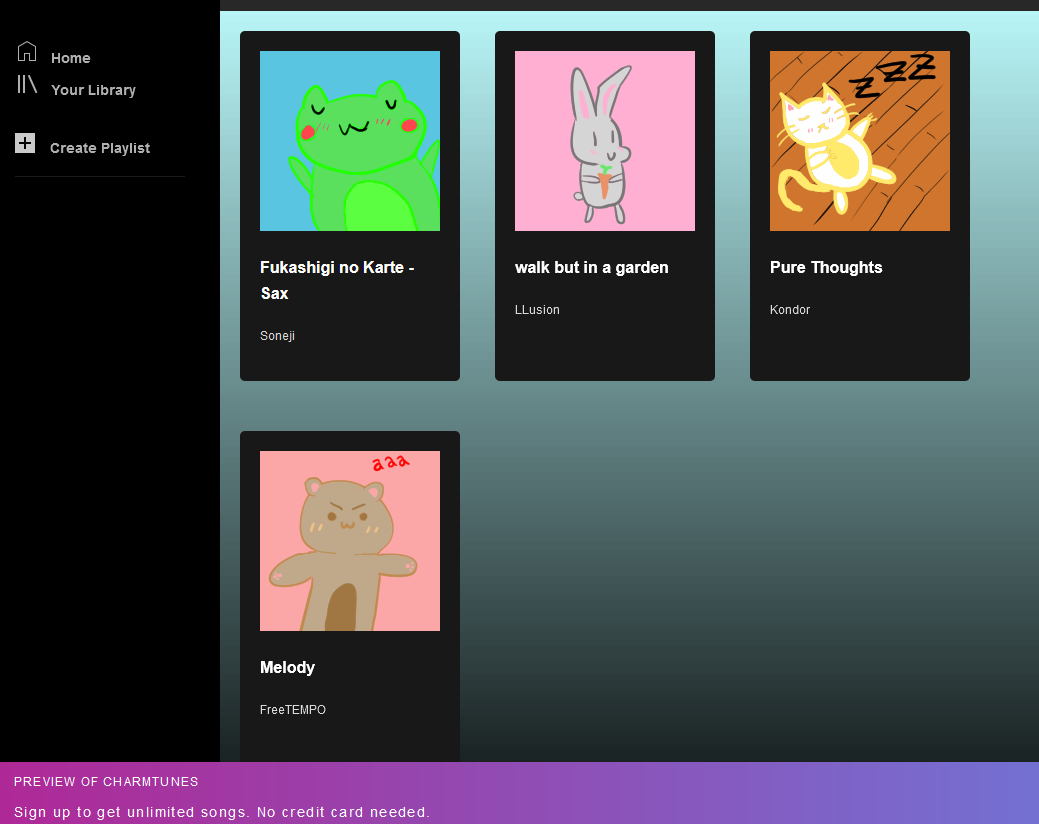 Home
Your Library
Create Playlist
zzz
Fukashigi no Karte -
Sax
Soneji
walk but in a garden
LLusion
Pure Thoughts
Kondor
aaa
Melody
FreeTEMPO
PREVIEW OF CHARMTUNES
Sign up to get unlimited songs. No credit card needed.